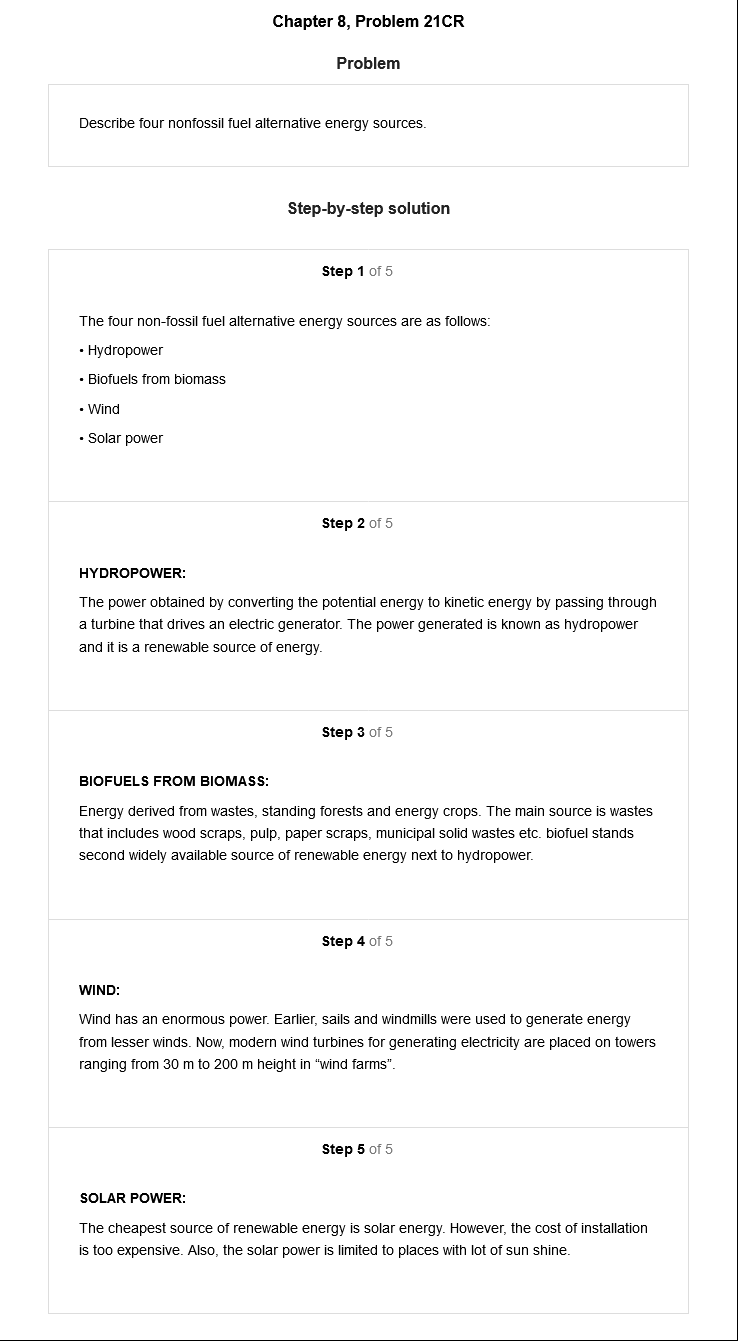 Chapter 8, Problem 21CR
Problem
Describe four nonfossil fuel alternative energy sources.
Step-by-step solution
Step 1 of 5
The four non-fossil fuel alternative energy sources are as follows:
• Hydropower
• Biofuels from biomass
• Wind
• Solar power
Step 2 of 5
HYDROPOWER:
The power obtained by converting the potential energy to kinetic energy by passing through
a turbine that drives an electric generator. The power generated is known as hydropower
and it is a renewable source of energy.
Step 3 of 5
BIOFUELS FROM BIOMASS:
Energy derived from wastes, standing forests and energy crops. The main source is wastes
that includes wood scraps, pulp, paper scraps, municipal solid wastes etc. biofuel stands
second widely available source of renewable energy next to hydropower.
Step 4 of 5
WIND:
Wind has an enormous power. Earlier, sails and windmills were used to generate energy
from lesser winds. Now, modern wind turbines for generating electricity are placed on towers
ranging from 30 m to 200 m height in “wind farms”.
Step 5 of 5
SOLAR POWER:
The cheapest source of renewable energy is solar energy. However, the cost of installation
is too expensive. Also, the solar power is limited to places with lot of sun shine.